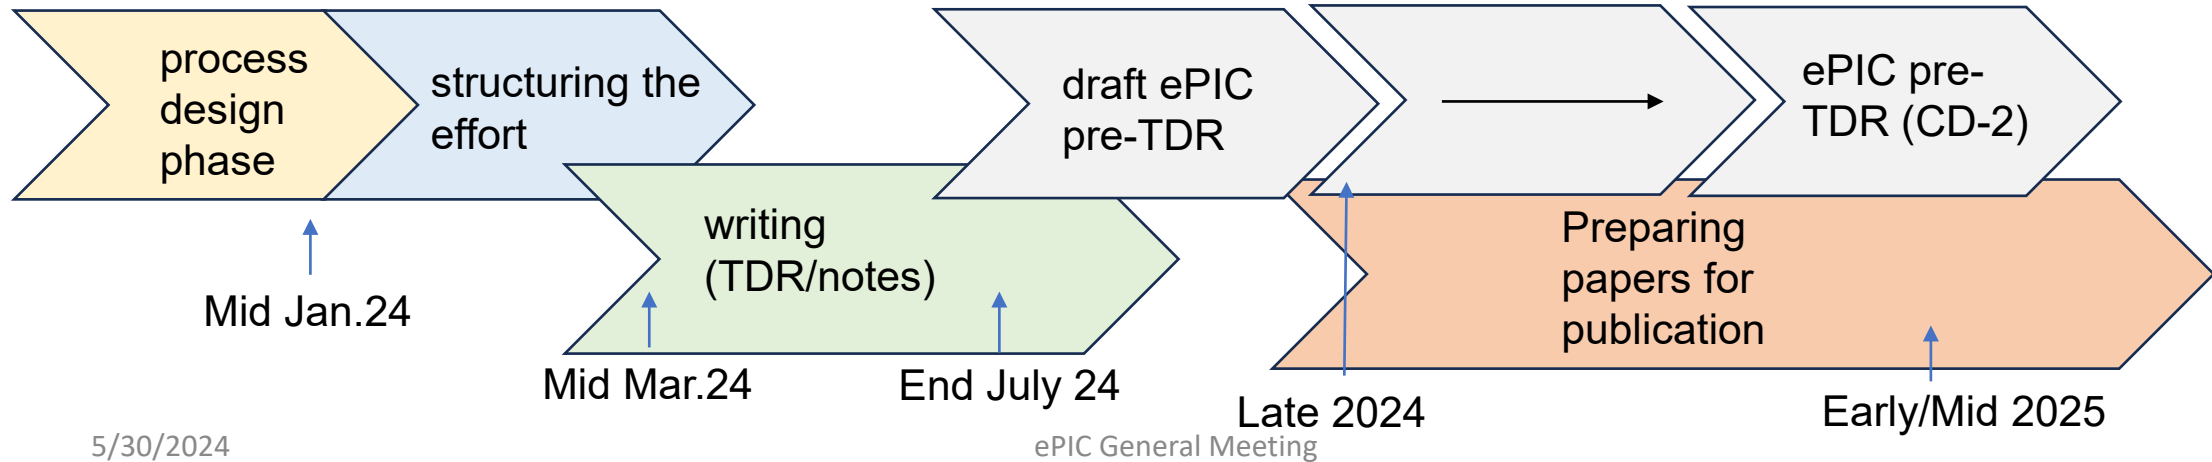 process
design
phase
structuring the
effort
draft ePIC
pre-TDR
ePIC pre-
TDR (CD-2)
writing
(TDR/notes)
Preparing
papers for
publication
Mid Jan.24
Mid Mar.24
End July 24
Late 2024
Early/Mid 2025
5/30/2024
ePIC General Meeting